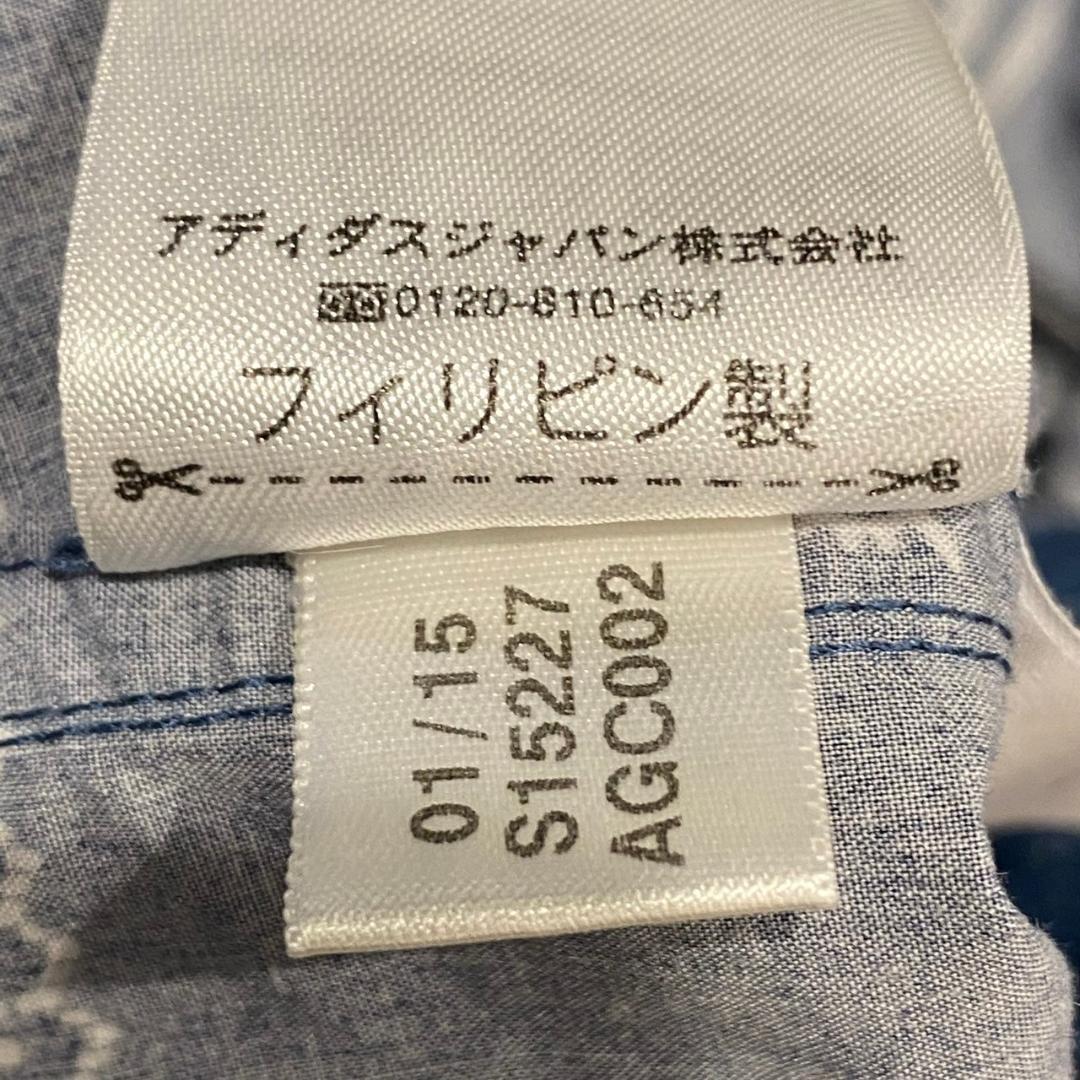 アディダスジャパン株式会社
0120-810-654
フィリピン製
01/15
S15227
AGC002